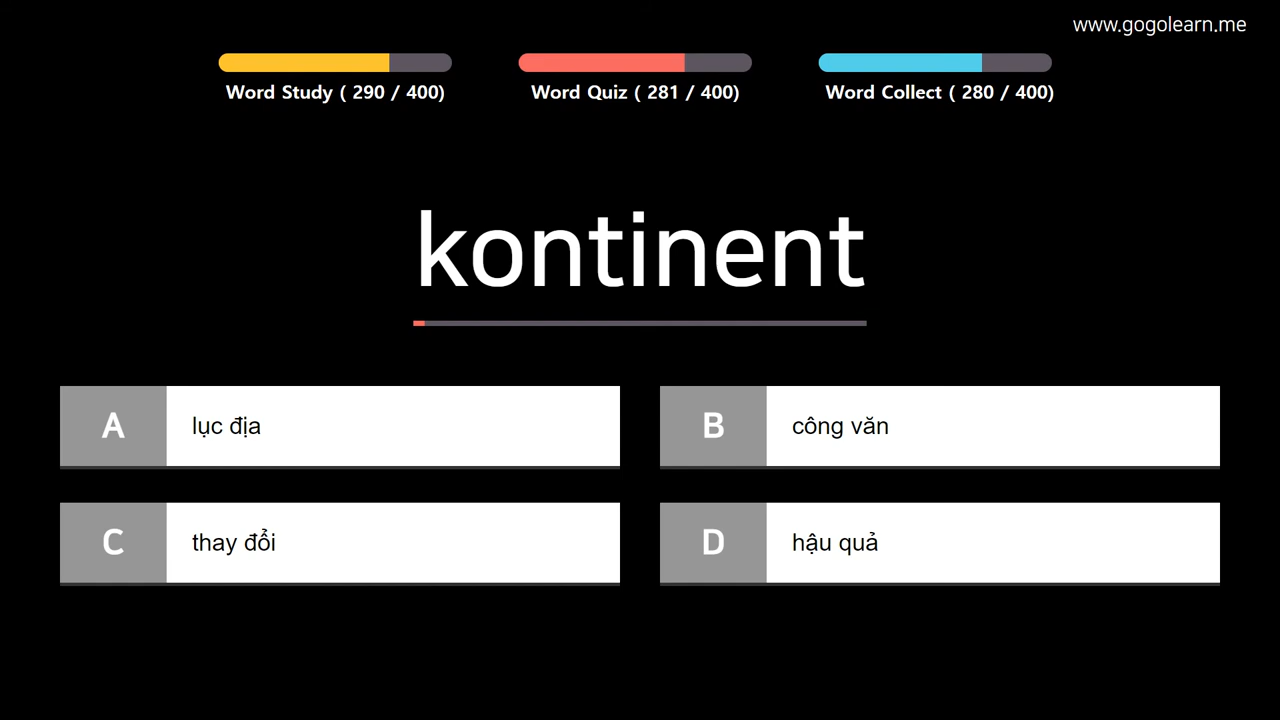 www.gogolearn.me
Word Study ( 290 / 400)
Word Quiz ( 281 / 400)
Word Collect ( 280 / 400)
kontinent
A lục địa
B công văn
C thay đổi
D hậu quả